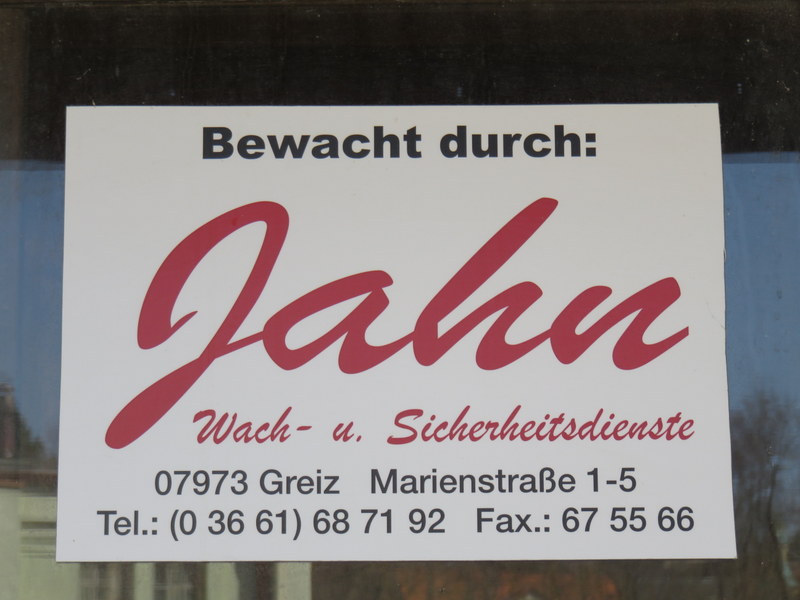 Bewacht durch:
Jahn
Wach- u. Sicherheitsdienste
07973 Greiz Marienstraße 1-5
Tel.: (0 36 61) 68 71 92 Fax.: 67 55 66